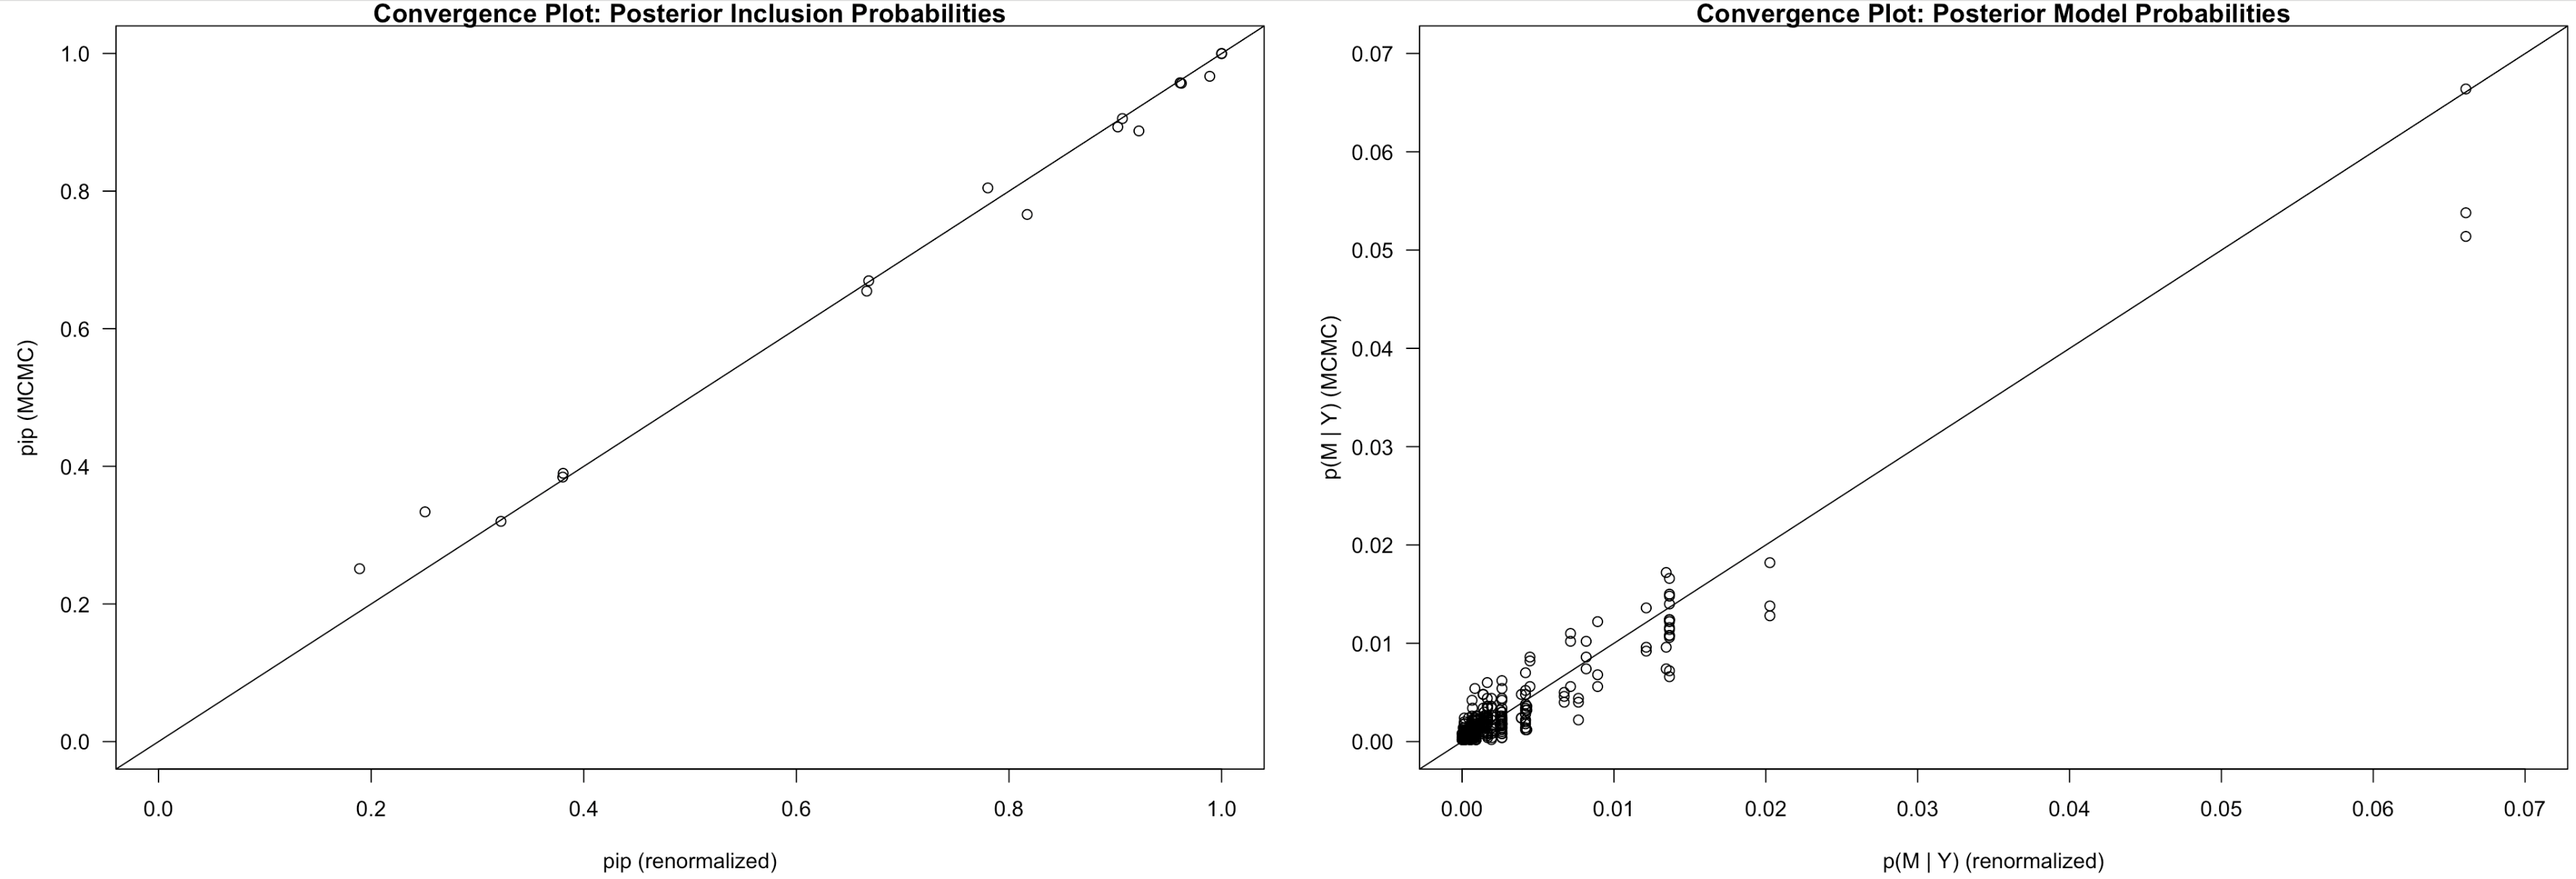 Convergence Plot: Posterior Inclusion Probabilities
1.0
0.8
0.6
0.4
0.2
0.0
pip (MCMC)
0.0 0.2 0.4 0.6 0.8 1.0
pip (renormalized)
Convergence Plot: Posterior Model Probabilities
0.07
0.06
0.05
0.04
0.03
0.02
0.01
0.00
p(M | Y) (MCMC)
0.00 0.01 0.02 0.03 0.04 0.05 0.06 0.07
p(M | Y) (renormalized)